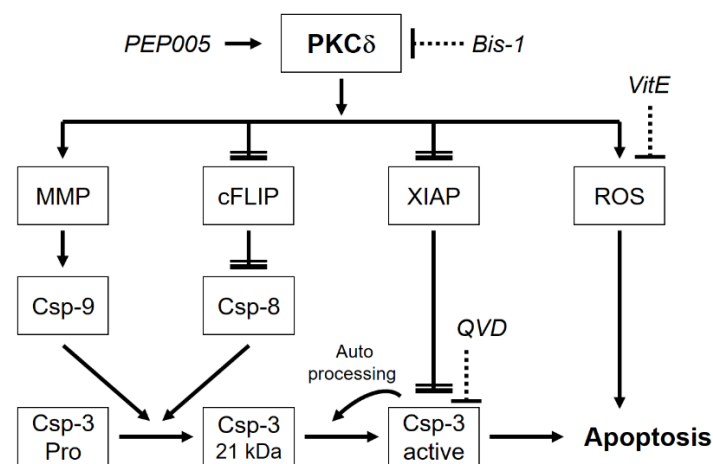 PEP005
PKCδ
Bis-1
VitE
MMP
cFLIP
XIAP
ROS
Csp-9
Csp-8
QVD
Auto
processing
Csp-3
Pro
Csp-3
21 kDa
Csp-3
active
Apoptosis